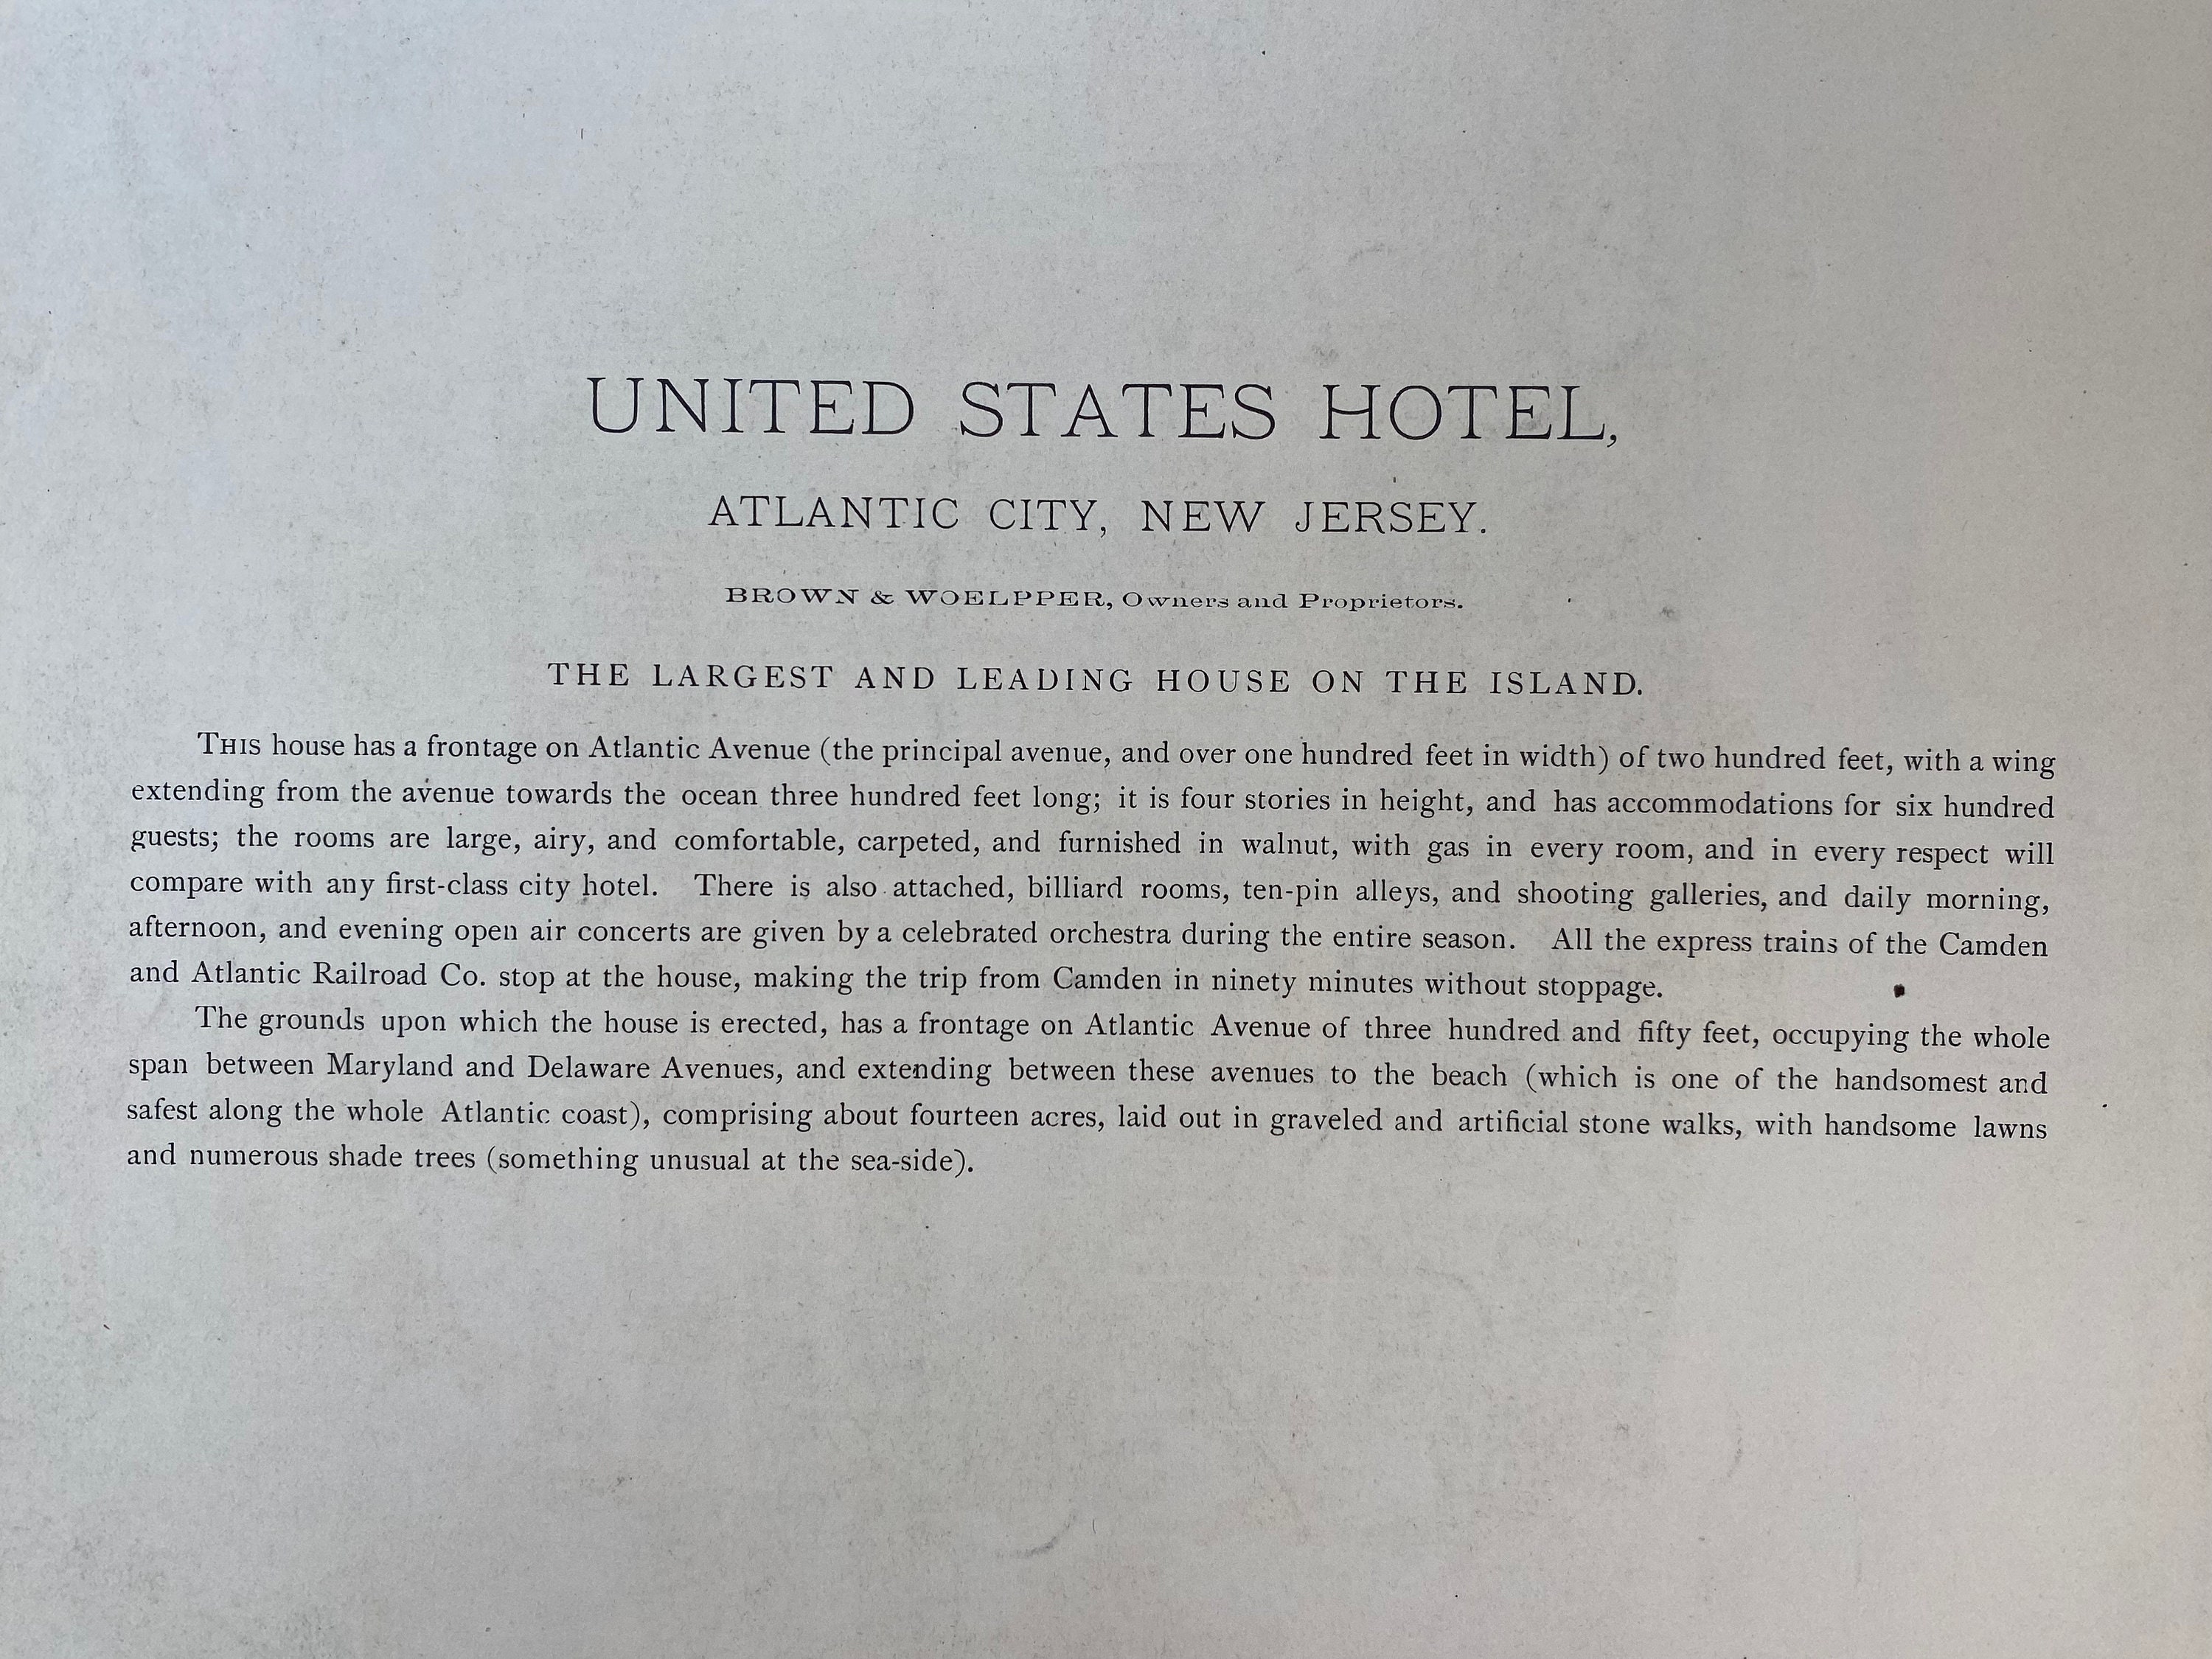 UNITED STATES HOTEL,
ATLANTIC CITY, NEW JERSEY.
BROWN & WOELPPER, Owners and Proprietors.
THE LARGEST AND LEADING HOUSE ON THE ISLAND.
THIS house has a frontage on Atlantic Avenue (the principal avenue, and over one hundred feet in width) of two hundred feet, with a wing
extending from the avenue towards the ocean three hundred feet long; it is four stories in height, and has accommodations for six hundred
guests; the rooms are large, airy, and comfortable, carpeted, and furnished in walnut, with gas in every room, and in every respect will
compare with any first-class city hotel. There is also attached, billiard rooms, ten-pin alleys, and shooting galleries, and daily morning,
afternoon, and evening open air concerts are given by a celebrated orchestra during the entire season. All the express trains of the Camden
and Atlantic Railroad Co. stop at the house, making the trip from Camden in ninety minutes without stoppage.
The grounds upon which the house is erected, has a frontage on Atlantic Avenue of three hundred and fifty feet, occupying the whole
span between Maryland and Delaware Avenues, and extending between these avenues to the beach (which is one of the handsomest and
safest along the whole Atlantic coast), comprising about fourteen acres, laid out in graveled and artificial stone walks, with handsome lawns
and numerous shade trees (something unusual at the sea-side).